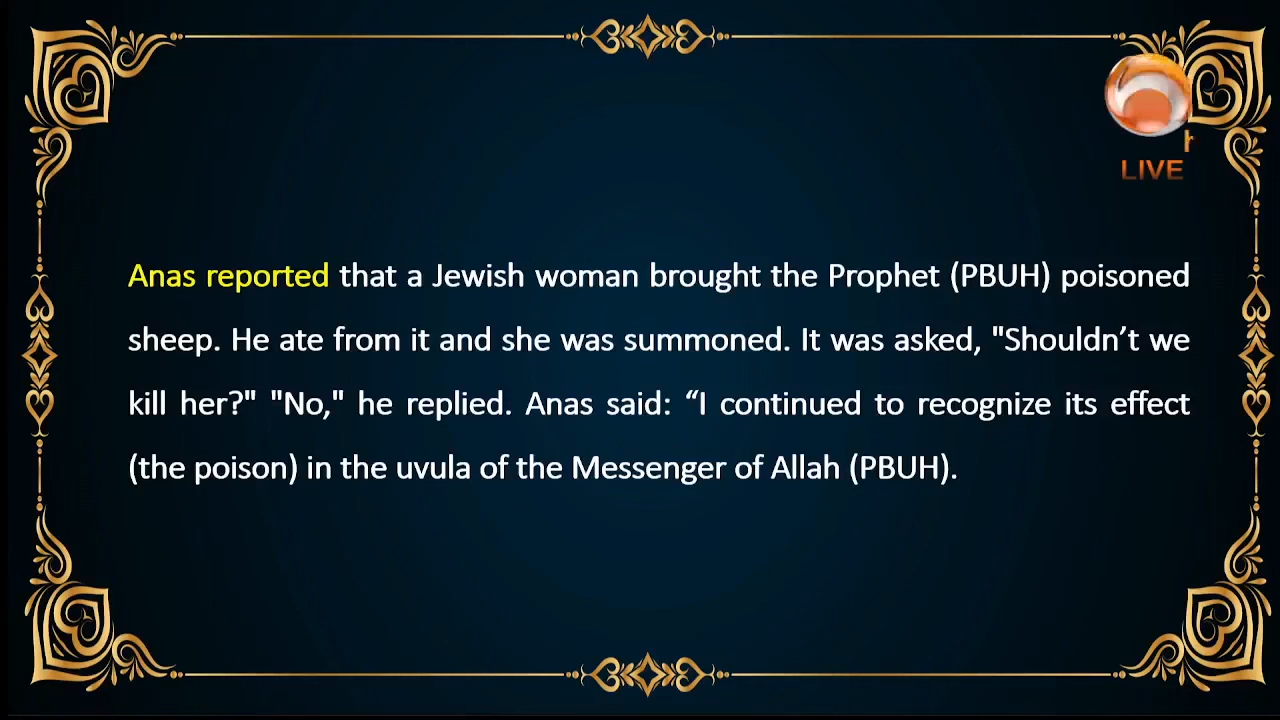 LIVE
Anas reported that a Jewish woman brought the Prophet (PBUH) poisoned
sheep. He ate from it and she was summoned. It was asked, "Shouldn’t we
kill her?" "No," he replied. Anas said: “I continued to recognize its effect
(the poison) in the uvula of the Messenger of Allah (PBUH).